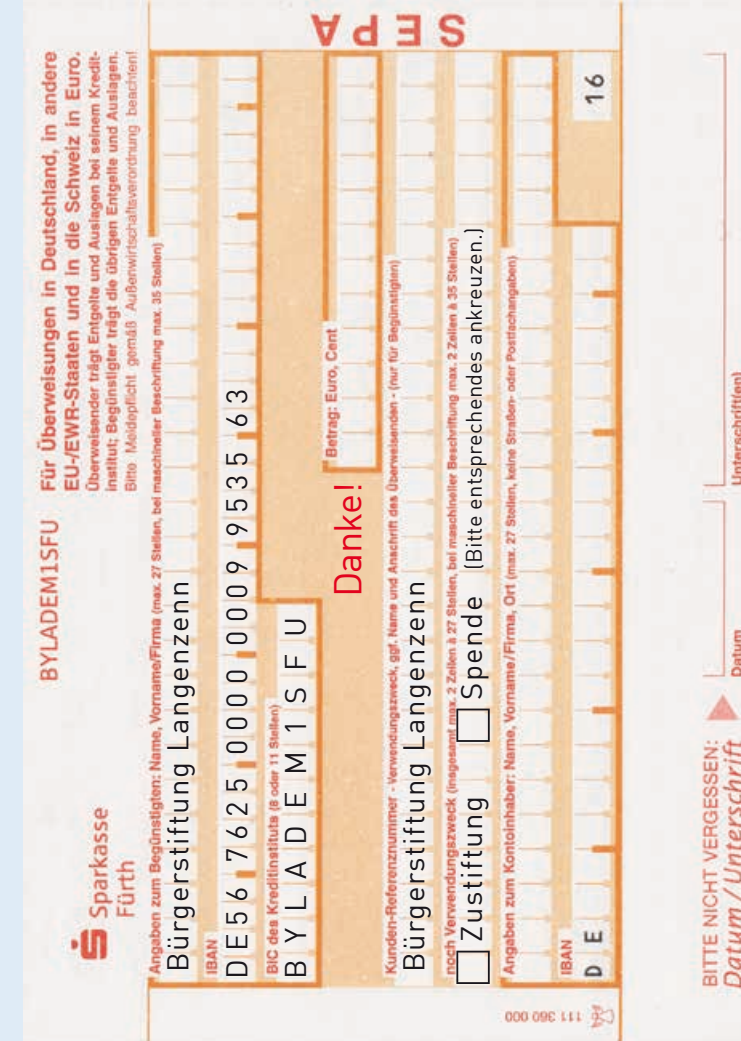 Sparkasse
Fürth
BYLADEM1SFU
Für Überweisungen in Deutschland, in andere
EU-/EWR-Staaten und in die Schweiz in Euro.
Überweisender trägt Entgelte und Auslagen bei seinem Kredit-
institut; Begünstigter trägt die übrigen Entgelte und Auslagen.
Bitte Meldepflicht gemäß Außenwirtschaftsverordnung beachten!
SEPA
Angaben zum Begünstigten: Name, Vorname/Firma (max. 27 Stellen, bei maschineller Beschriftung max. 35 Stellen)
Bürgerstiftung Langenzenn
IBAN
DE56 7625 0000 0009 9535 63
BIC des Kreditinstituts (8 oder 11 Stellen)
BYLADEM1SFU
Danke!
Betrag: Euro, Cent
Kunden-Referenznummer - Verwendungszweck, ggf. Name und Anschrift des Überweisenden - (nur für Begünstigten)
Bürgerstiftung Langenzenn
noch Verwendungszweck (insgesamt max. 2 Zeilen à 27 Stellen, bei maschineller Beschriftung max. 2 Zeilen à 35 Stellen)
Zustiftung Spende (Bitte entsprechendes ankreuzen.)
Angaben zum Kontoinhaber: Name, Vorname/Firma, Ort (max. 27 Stellen, keine Straßen- oder Postfachangaben)
IBAN
DE
16
111 360 000
BITTE NICHT VERGESSEN:
Datum/Unterschrift
Datum
Unterschrift(en)